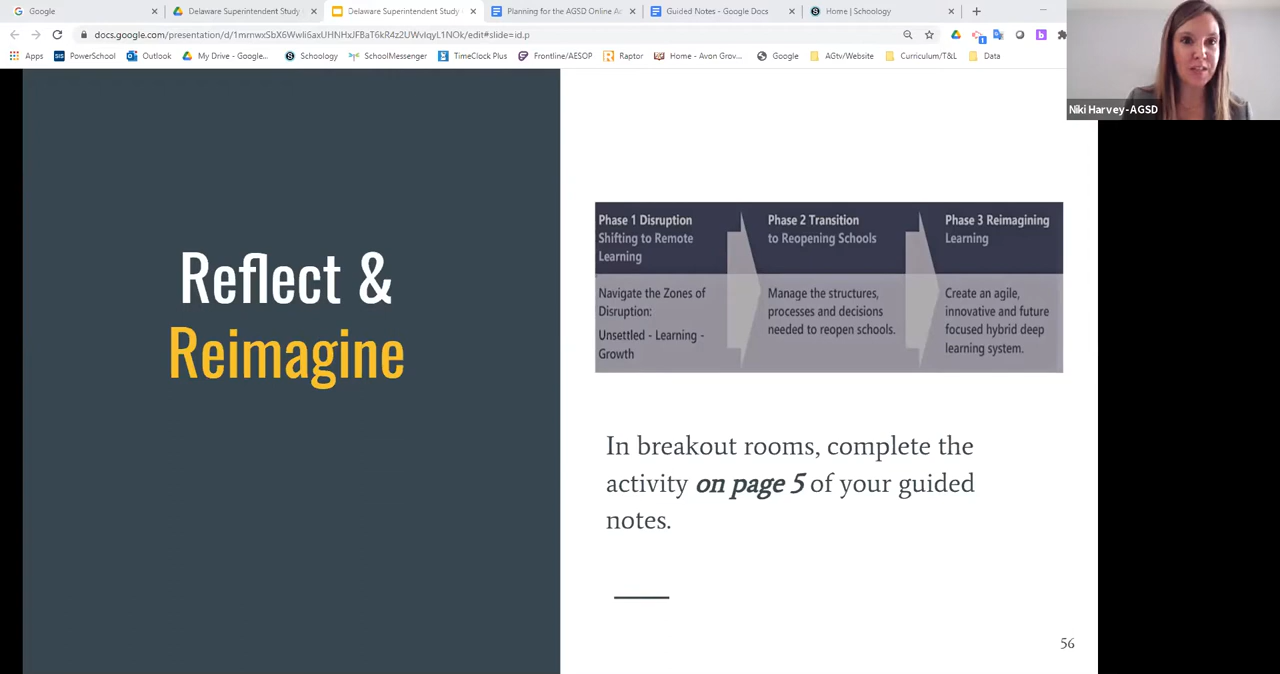 Google
Delaware Superintendent Study
Delaware Superintendent Study
Planning for the AGSD Online Ac
Guided Notes - Google Docs
Home | Schoology
Apps
PowerSchool
Outlook
My Drive - Google...
Schoology
SchoolMessenger
TimeClock Plus
Frontline/AESOP
Raptor
Home - Avon Grov...
Google
AGtv/Website
Curriculum/T&L
Data
Niki Harvey-AGSD
Reflect &
Reimagine
Phase 1 Disruption
Shifting to Remote
Learning
Navigate the Zones of
Disruption:
Unsettled - Learning -
Growth
Phase 2 Transition
to Reopening Schools
Manage the structures,
processes and decisions
needed to reopen schools.
Phase 3 Reimagining
Learning
Create an agile,
innovative and future
focused hybrid deep
learning system.
In breakout rooms, complete the
activity on page 5 of your guided
notes.
56